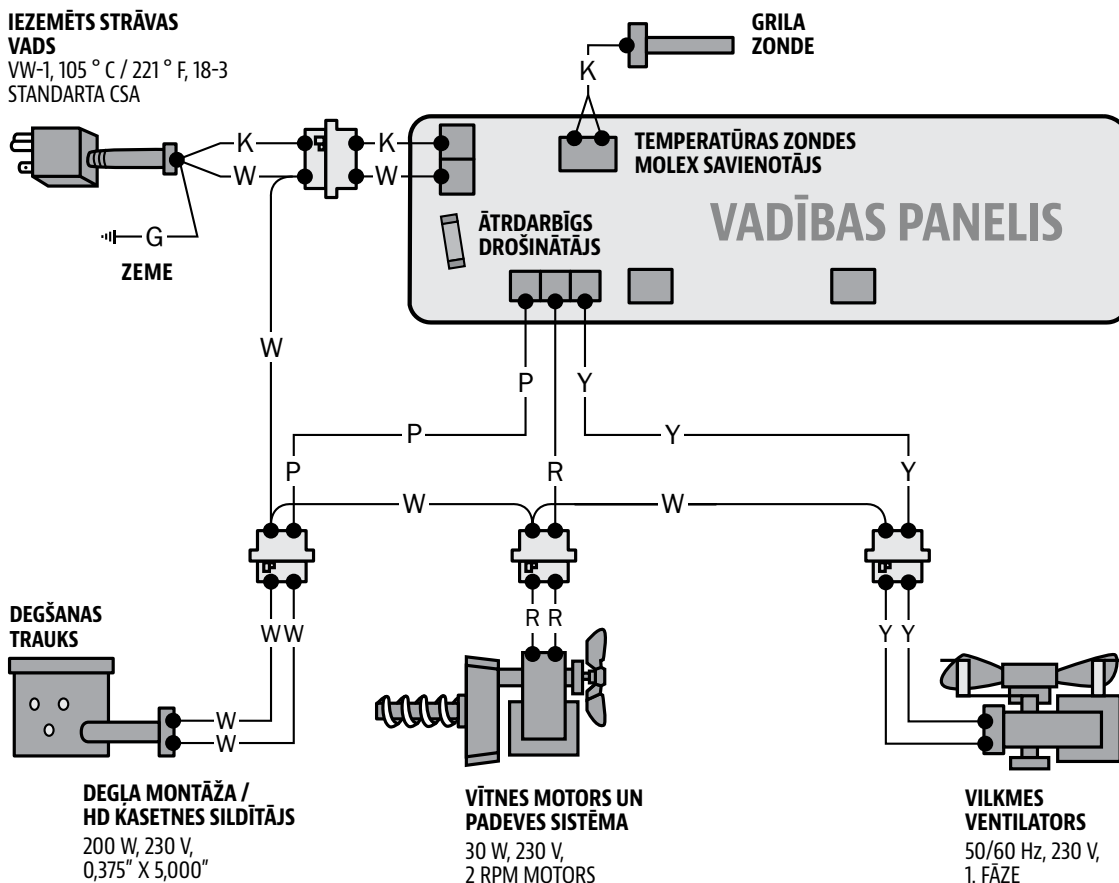 IEZEMĒTS STRĀVAS
VADS
VW-1, 105 ° C / 221 ° F, 18-3
STANDARTA CSA
GRILA
ZONDE
K
TEMPERATŪRAS ZONDES
MOLEX SAVIENOTĀJS
K
K
W
W
VADĪBAS PANELIS
ĀTRDARBĪGS
DROŠINĀTĀJS
G
ZEME
W
P
Y
P
Y
P
R
Y
W
W
DEGŠANAS
TRAUKS
W W
R R
Y Y
W
W
DEGĻA MONTĀŽA /
HD KASETNES SILDĪTĀJS
200 W, 230 V,
0,375” X 5,000”
VĪTNES MOTORS UN
PADEVES SISTĒMA
30 W, 230 V,
2 RPM MOTORS
VILKMES
VENTILATORS
50/60 Hz, 230 V,
1. FĀZE